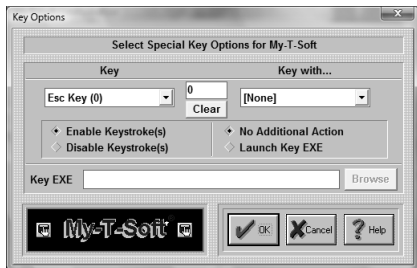 Key Options
Select Special Key Options for My-T-Soft
Key
Key with...
Esc Key (0)
0
[None]
Clear
Enable Keystroke(s)
No Additional Action
Disable Keystroke(s)
Launch Key EXE
Key EXE
Browse
My-T-Soft
OK
Cancel
Help